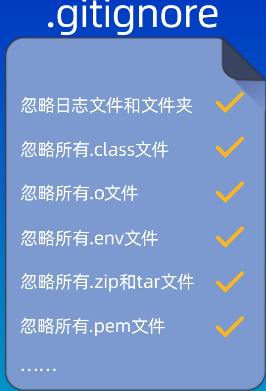 .gitignore
忽略日志文件和文件夹
忽略所有.class文件
忽略所有.o文件
忽略所有.env文件
忽略所有.zip和tar文件
忽略所有.pem文件
……